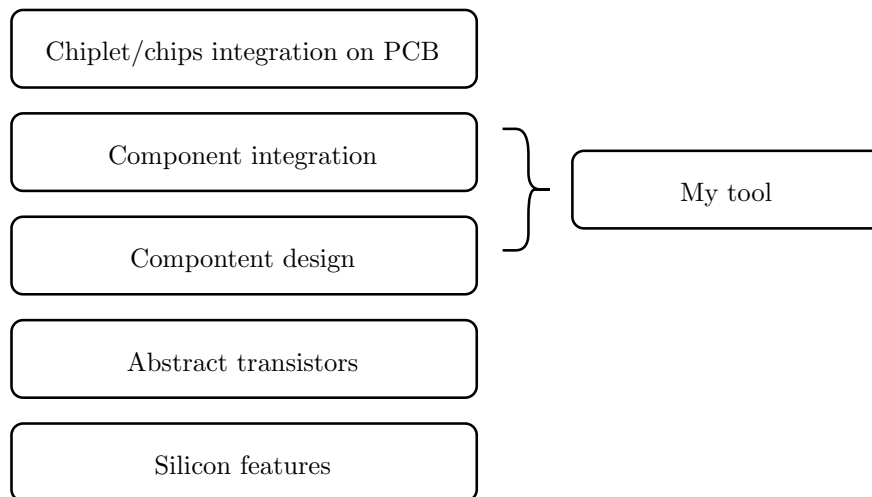 Chiplet/chips integration on PCB
Component integration
My tool
Compontent design
Abstract transistors
Silicon features